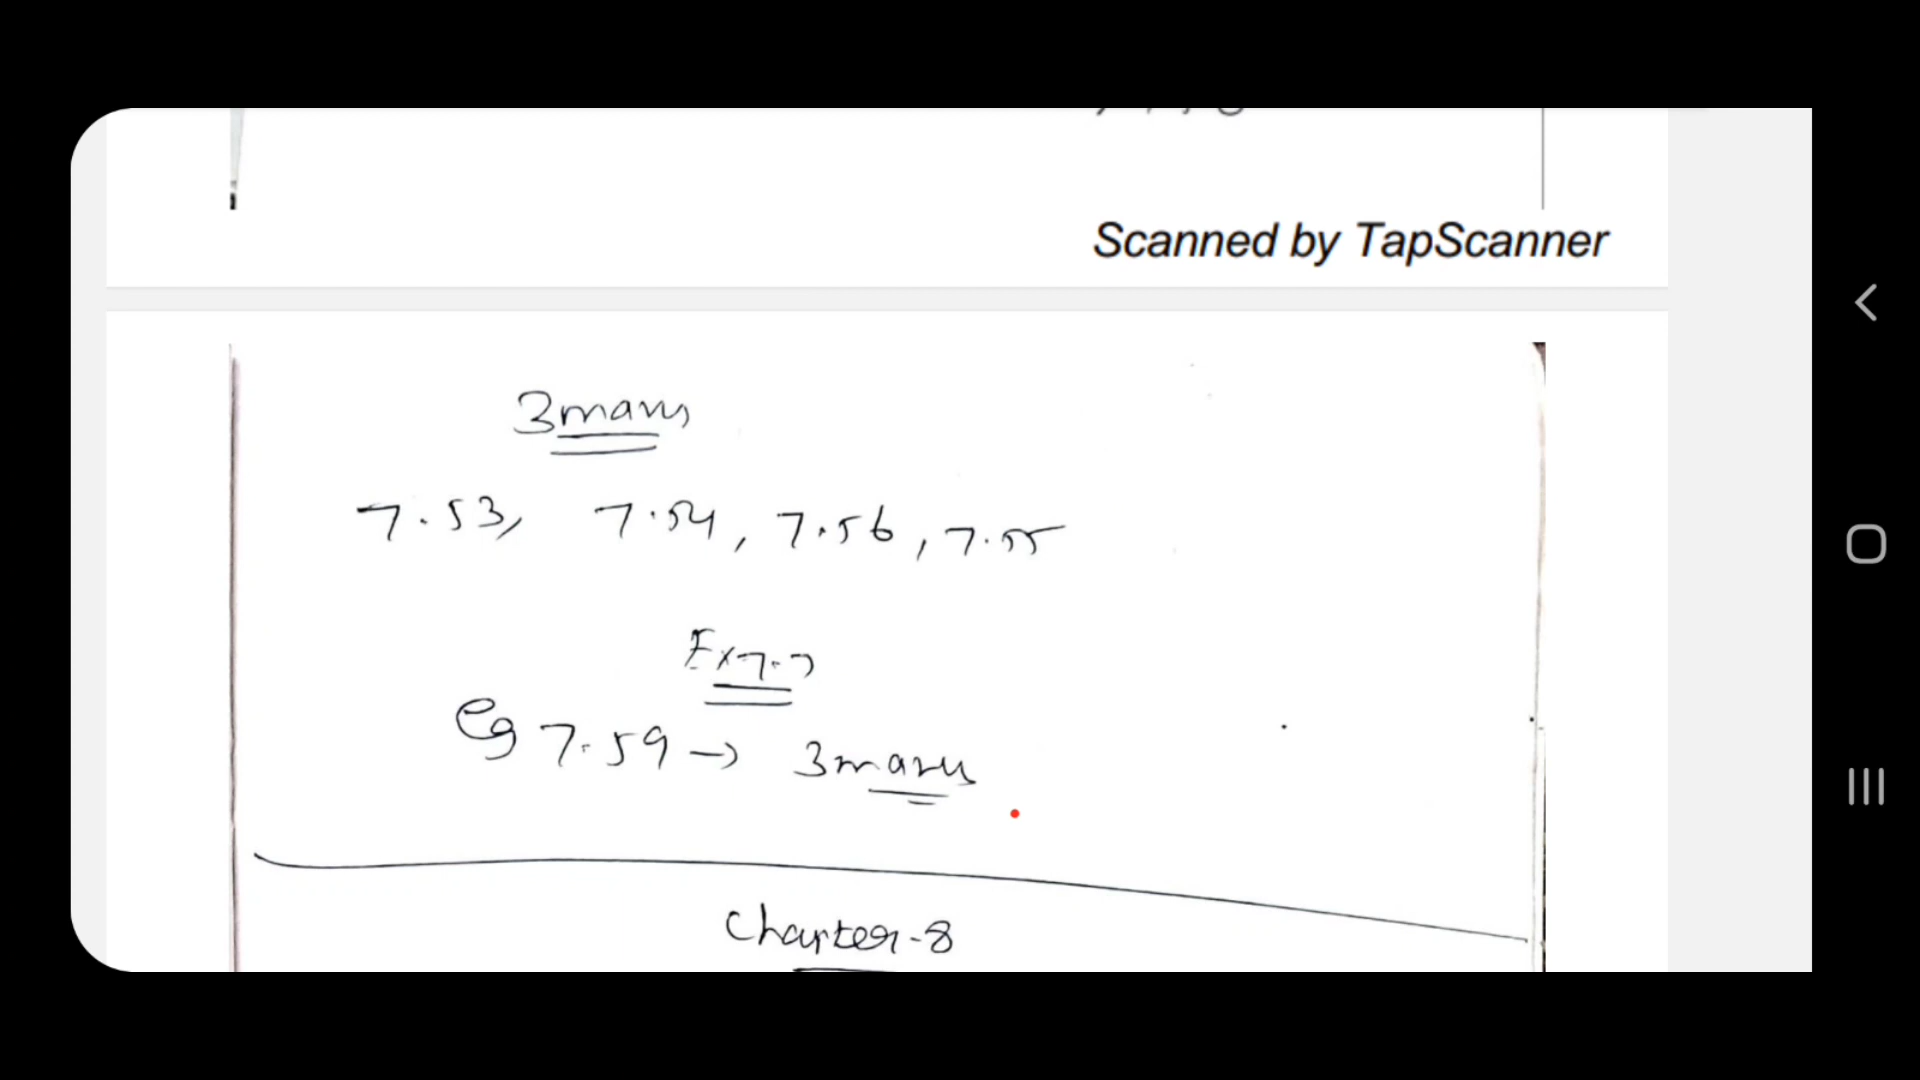 Scanned by TapScanner
3marks
7.53, 7.54, 7.56, 7.55
Ex 7.7
eg 7.59 → 3marks
Chapter-8